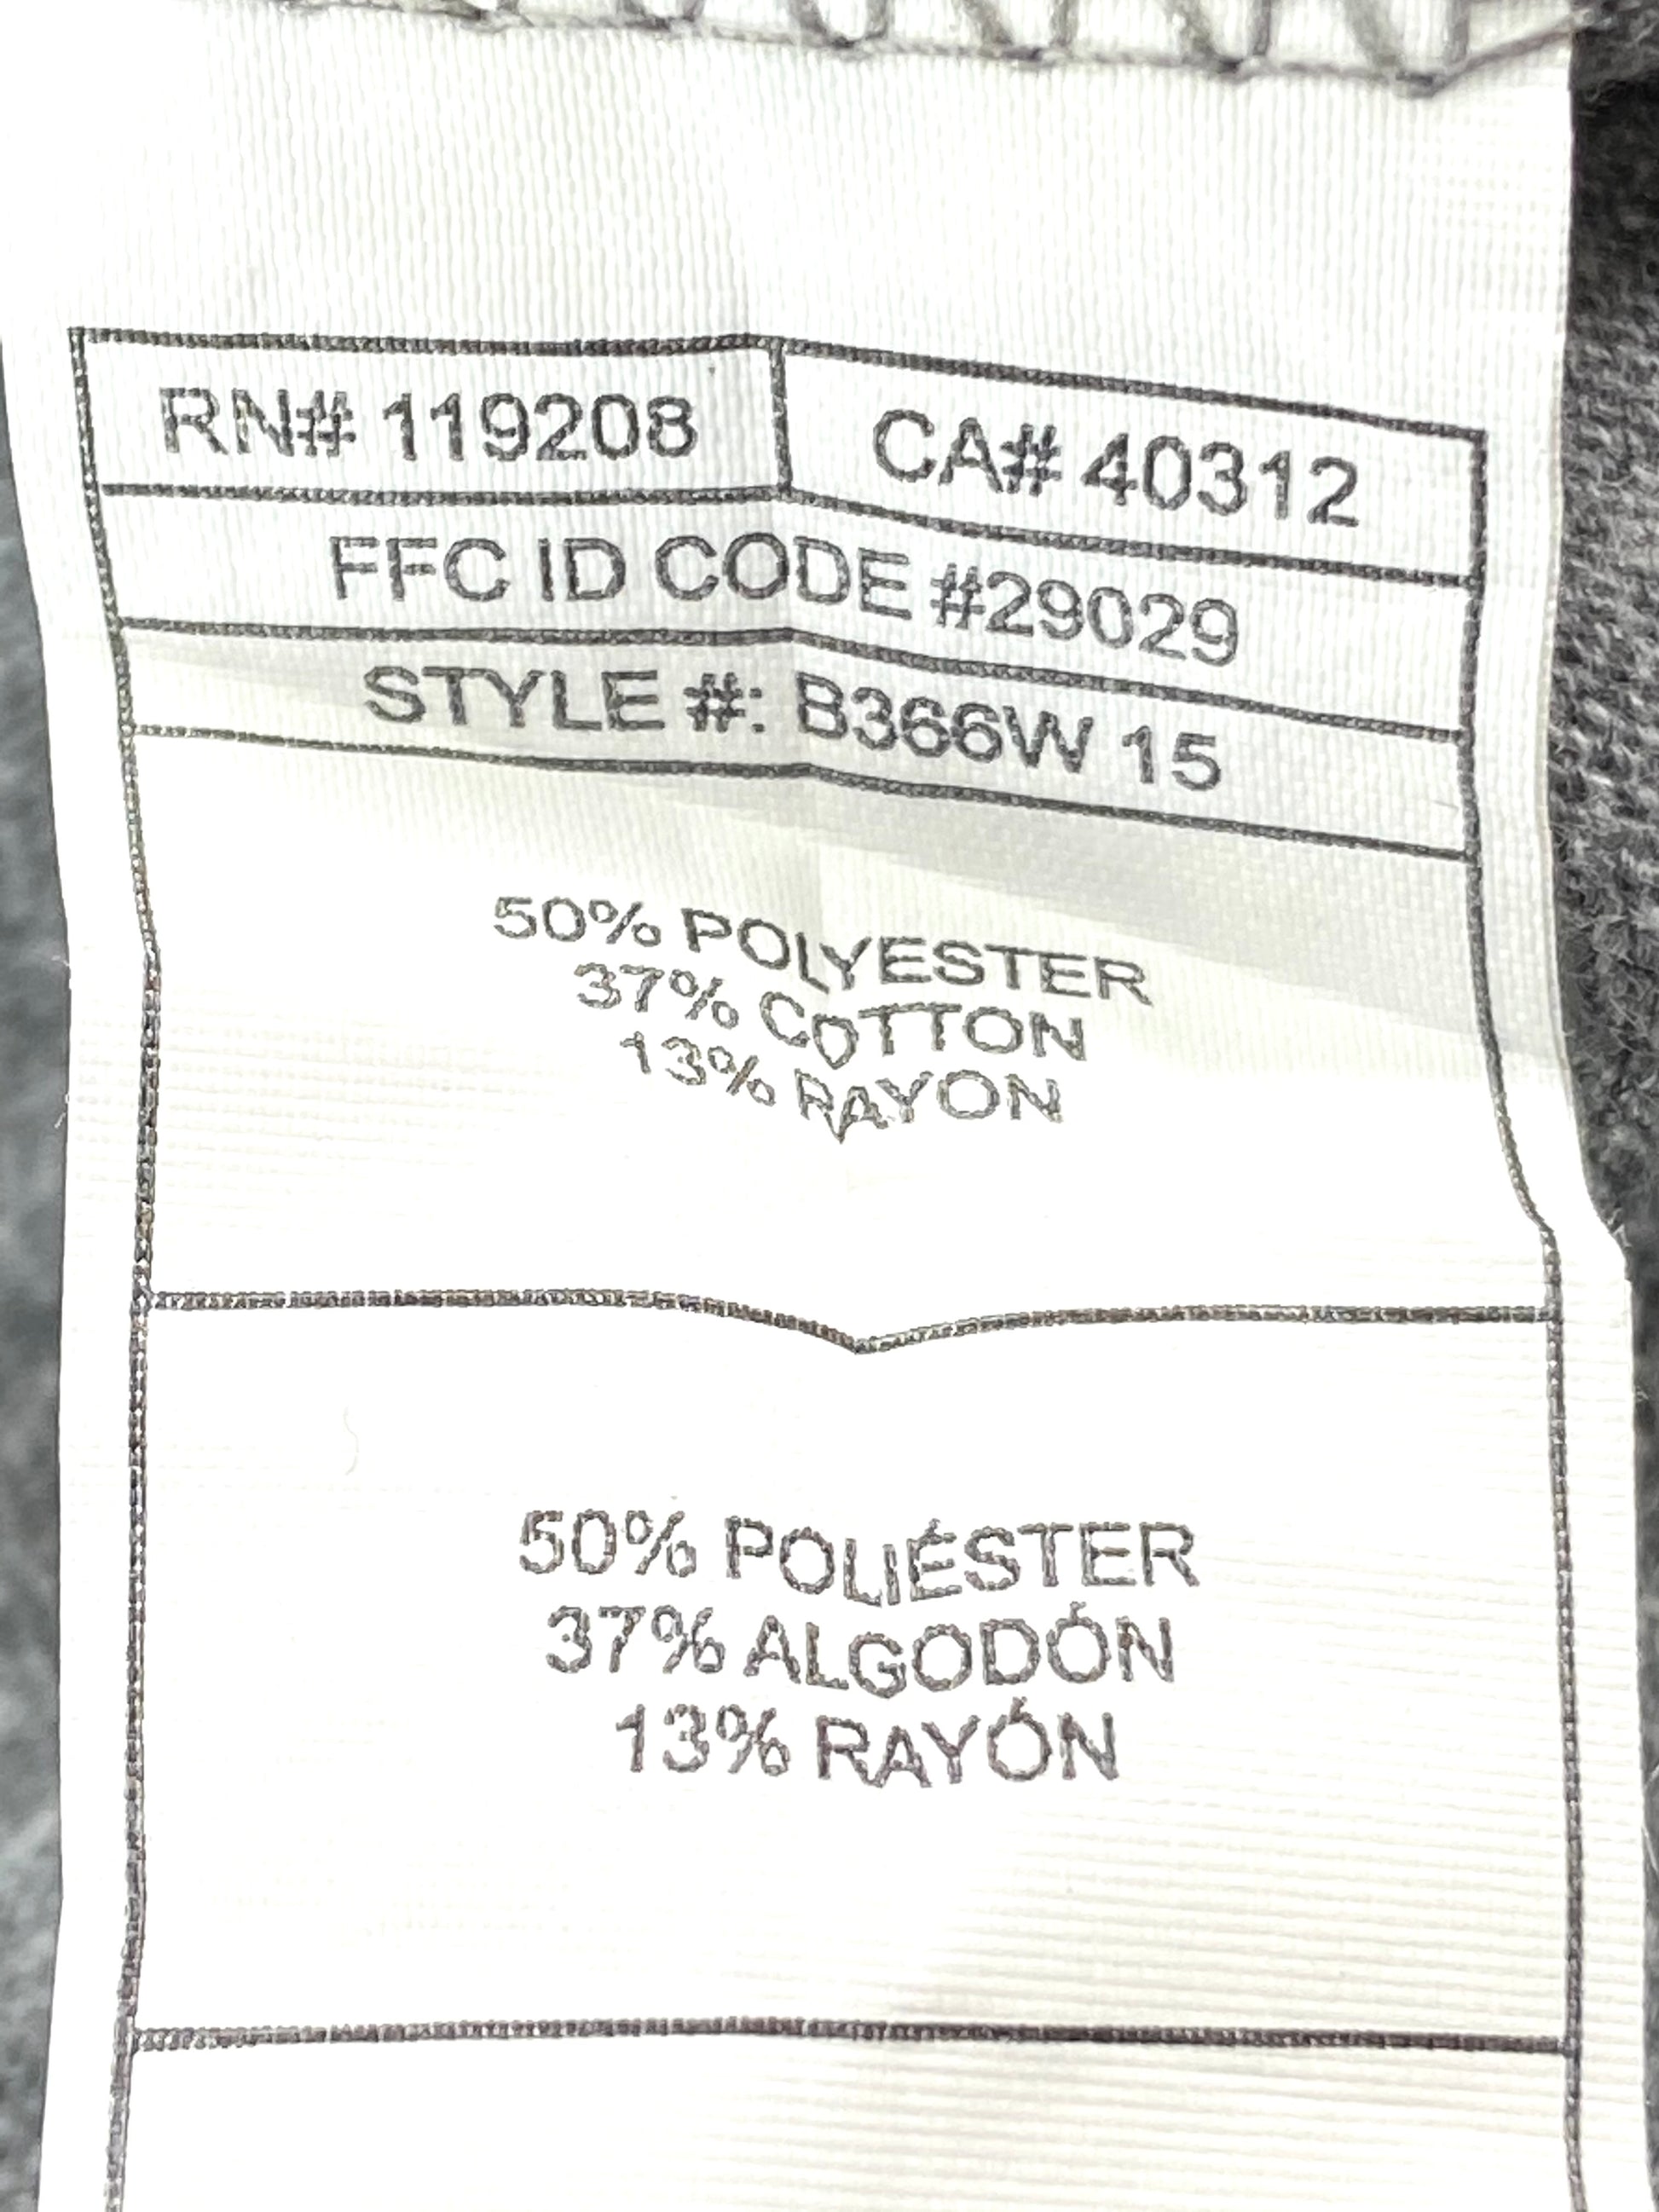 RN# 119208 CA# 40312
FFC ID CODE #29029
STYLE #: B366W 15
50% POLYESTER
37% COTTON
13% RAYON
50% POLIÉSTER
37% ALGODÓN
13% RAYÓN